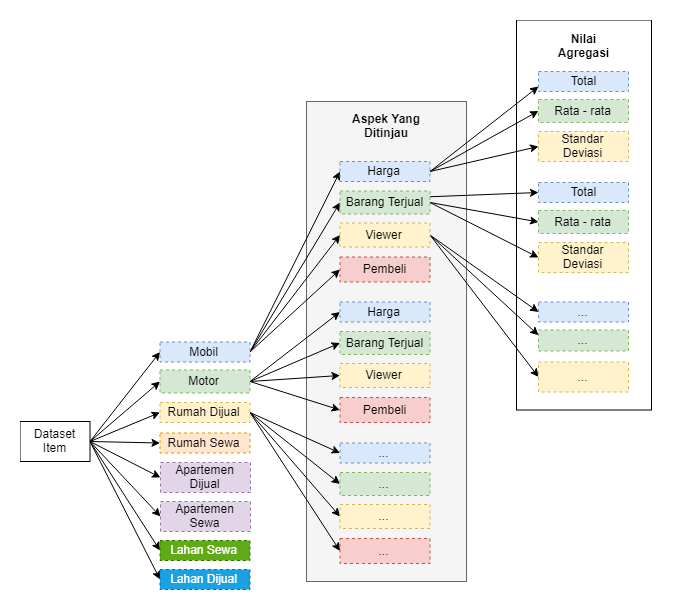 Dataset
Item
Mobil
Motor
Rumah Dijual
Rumah Sewa
Apartemen
Dijual
Apartemen
Sewa
Lahan Sewa
Lahan Dijual
Aspek Yang
Ditinjau
Harga
Barang Terjual
Viewer
Pembeli
Harga
Barang Terjual
Viewer
Pembeli
...
...
...
...
Nilai
Agregasi
Total
Rata - rata
Standar
Deviasi
Total
Rata - rata
Standar
Deviasi
...
...
...